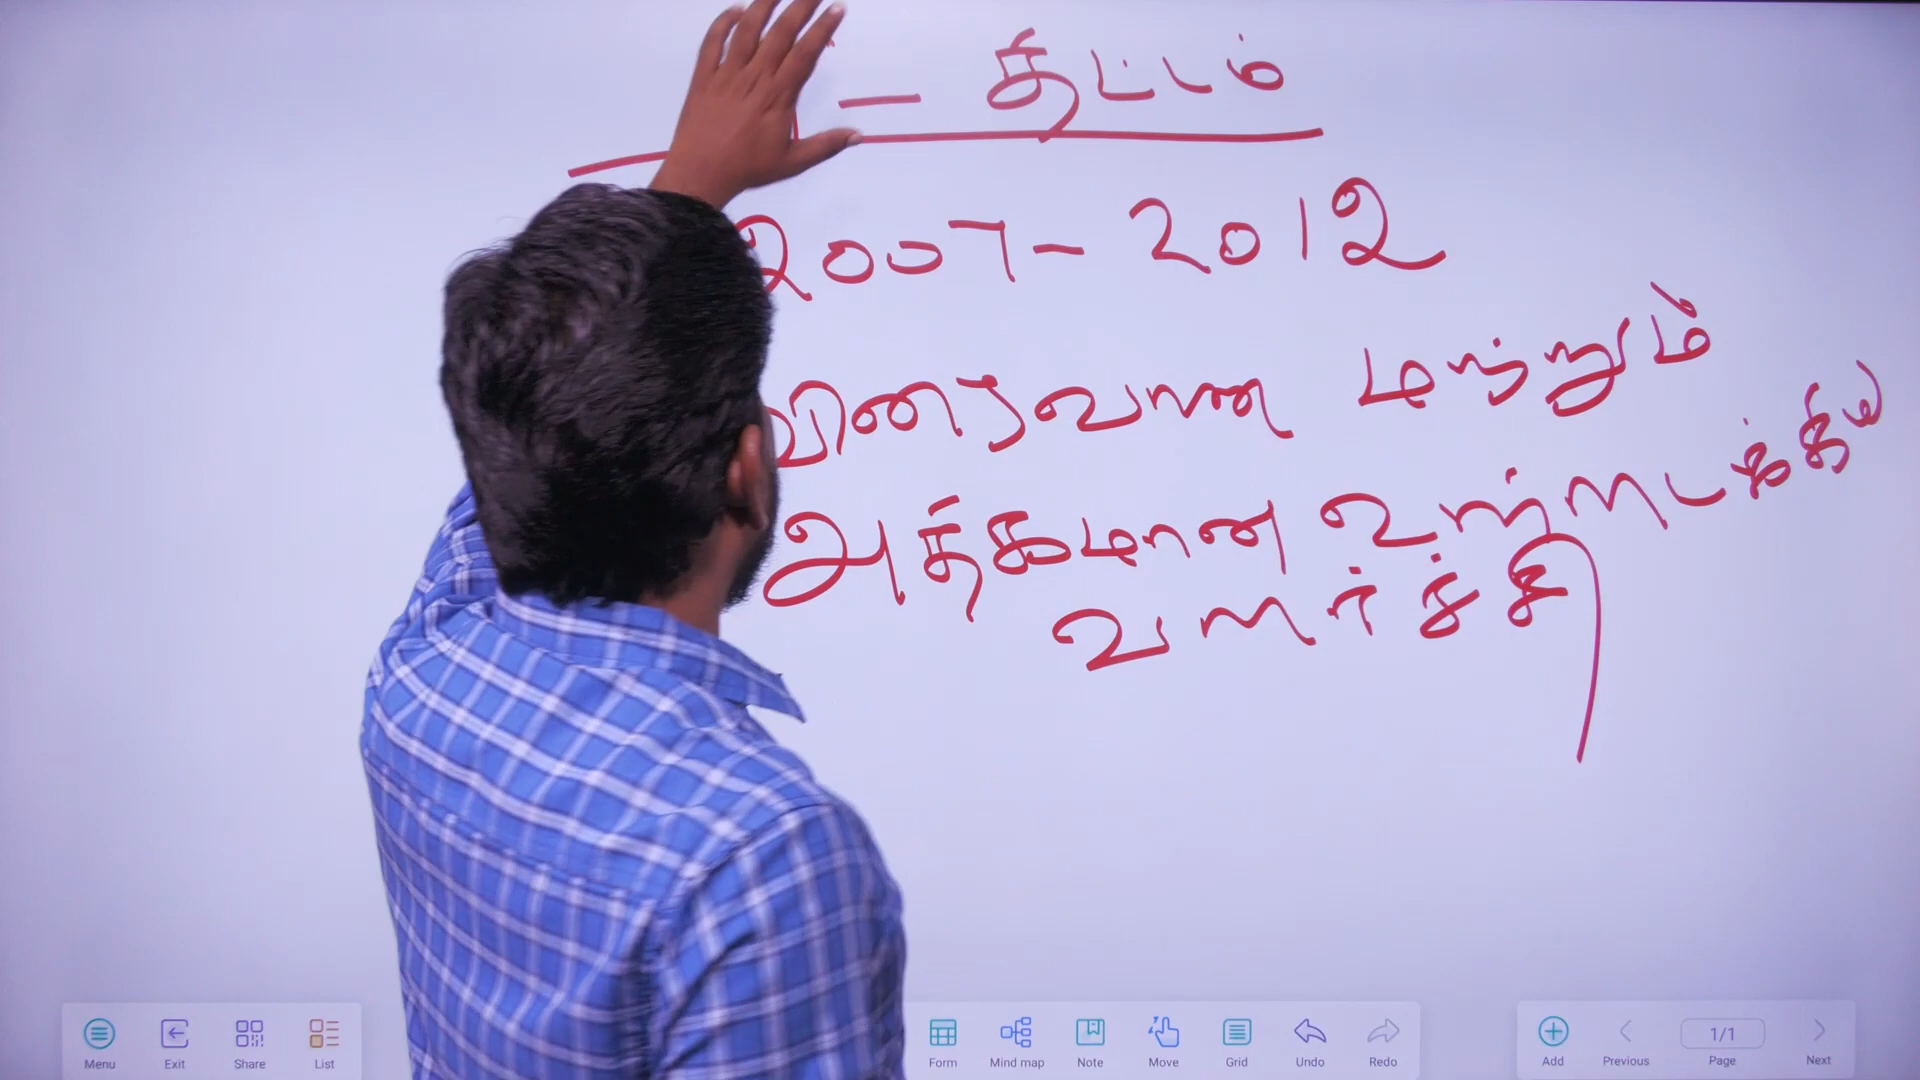 – திட்டம்
2007 – 2012
விரைவான மற்றும்
அதிகமான உள்ளடக்கிய
வளர்ச்சி
Menu Exit Share List Form Mind map Note Move Grid Undo Redo Add Previous 1/1 Page Next